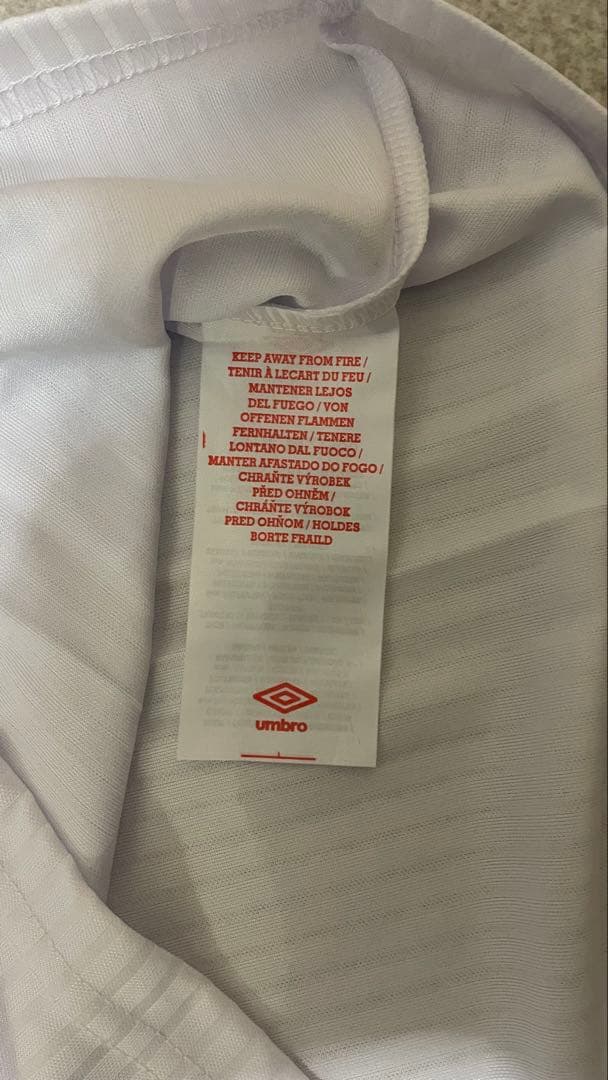 KEEP AWAY FROM FIRE /
TENIR À LECART DU FEU /
MANTENER LEJOS
DEL FUEGO / VON
OFFENEN FLAMMEN
FERNHALTEN / TENERE
LONTANO DAL FUOCO /
MANTER AFASTADO DO FOGO /
CHRAŇTE VÝROBEK
PŘED OHNĚM /
CHRÁŇTE VÝROBOK
PRED OHŇOM / HOLDES
BORTE FRAILD
umbro